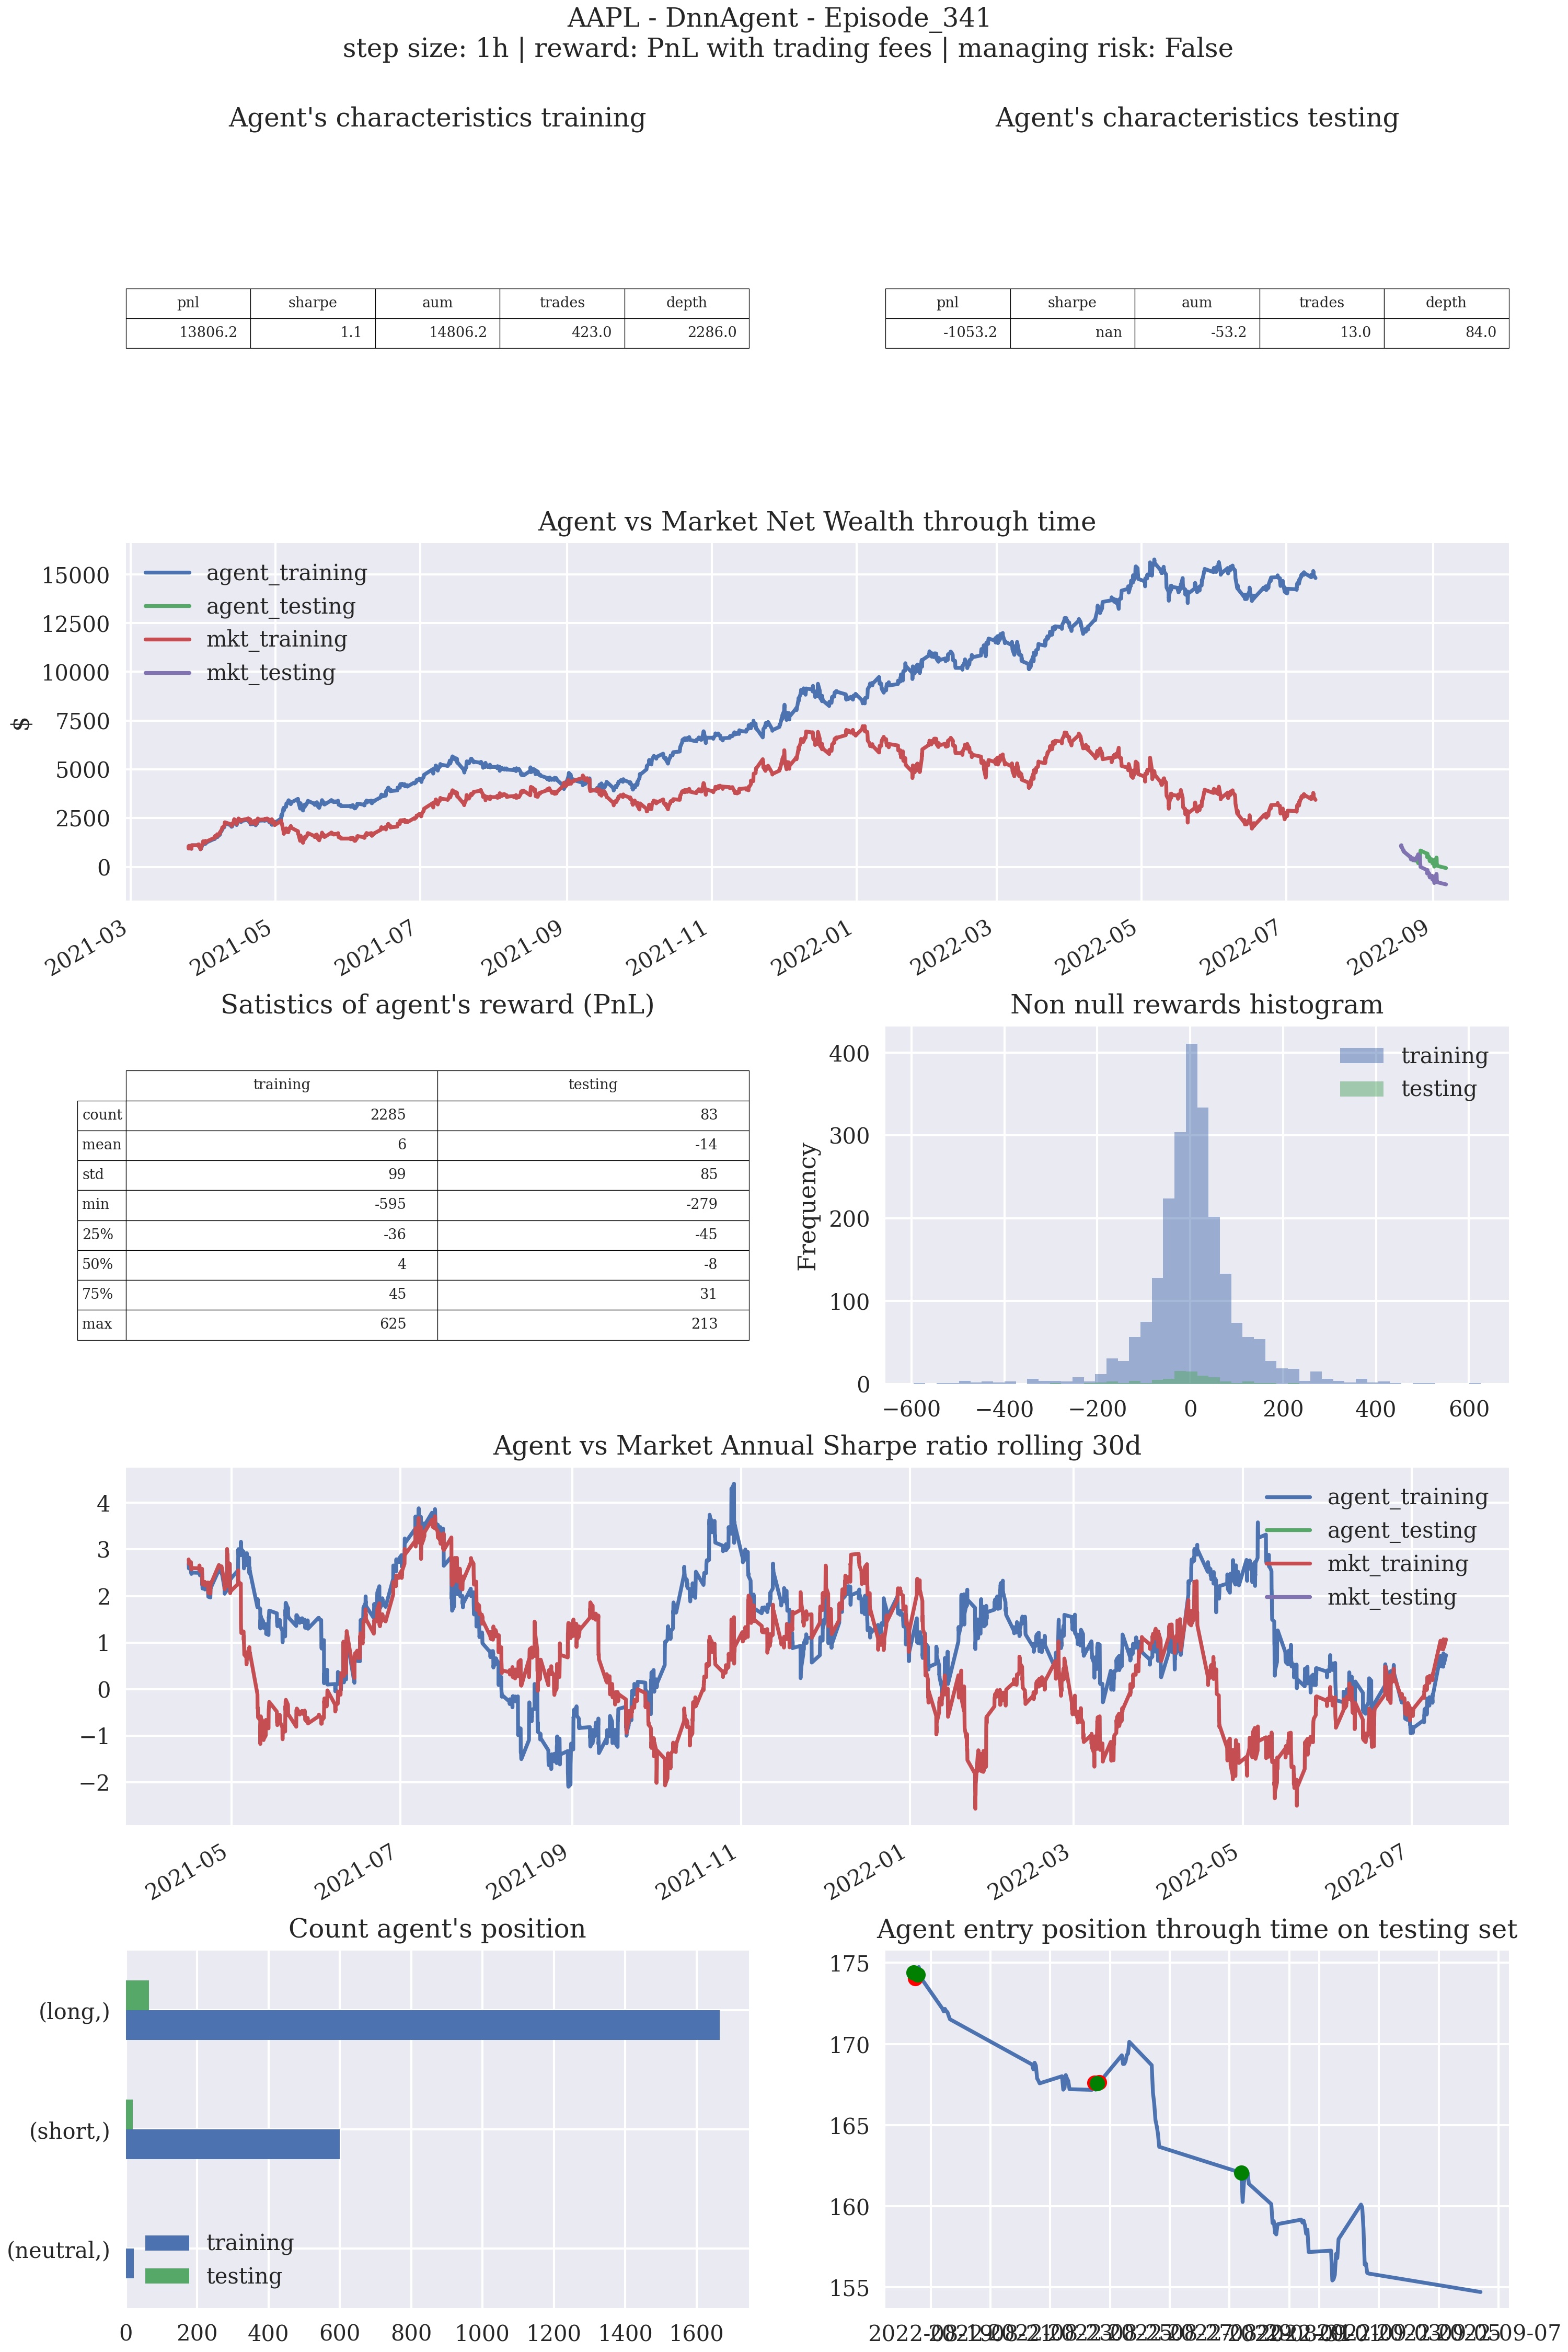 AAPL - DnnAgent - Episode_341
step size: 1h | reward: PnL with trading fees | managing risk: False
Agent's characteristics training
Agent's characteristics testing
pnl sharpe aum trades depth
13806.2 1.1 14806.2 423.0 2286.0
pnl sharpe aum trades depth
-1053.2 nan -53.2 13.0 84.0
Agent vs Market Net Wealth through time
agent_training
agent_testing
mkt_training
mkt_testing
$
15000
12500
10000
7500
5000
2500
0
2021-03 2021-05 2021-07 2021-09 2021-11 2022-01 2022-03 2022-05 2022-07 2022-09
Satistics of agent's reward (PnL)
training testing
count 2285 83
mean 6 -14
std 99 85
min -595 -279
25% -36 -45
50% 4 -8
75% 45 31
max 625 213
Non null rewards histogram
training
testing
Frequency
400
300
200
100
0
−600 −400 −200 0 200 400 600
Agent vs Market Annual Sharpe ratio rolling 30d
agent_training
agent_testing
mkt_training
mkt_testing
4
3
2
1
0
−1
−2
2021-05 2021-07 2021-09 2021-11 2022-01 2022-03 2022-05 2022-07
Count agent's position
(long,)
(short,)
(neutral,)
training
testing
0 200 400 600 800 1000 1200 1400 1600
Agent entry position through time on testing set
175
170
165
160
155